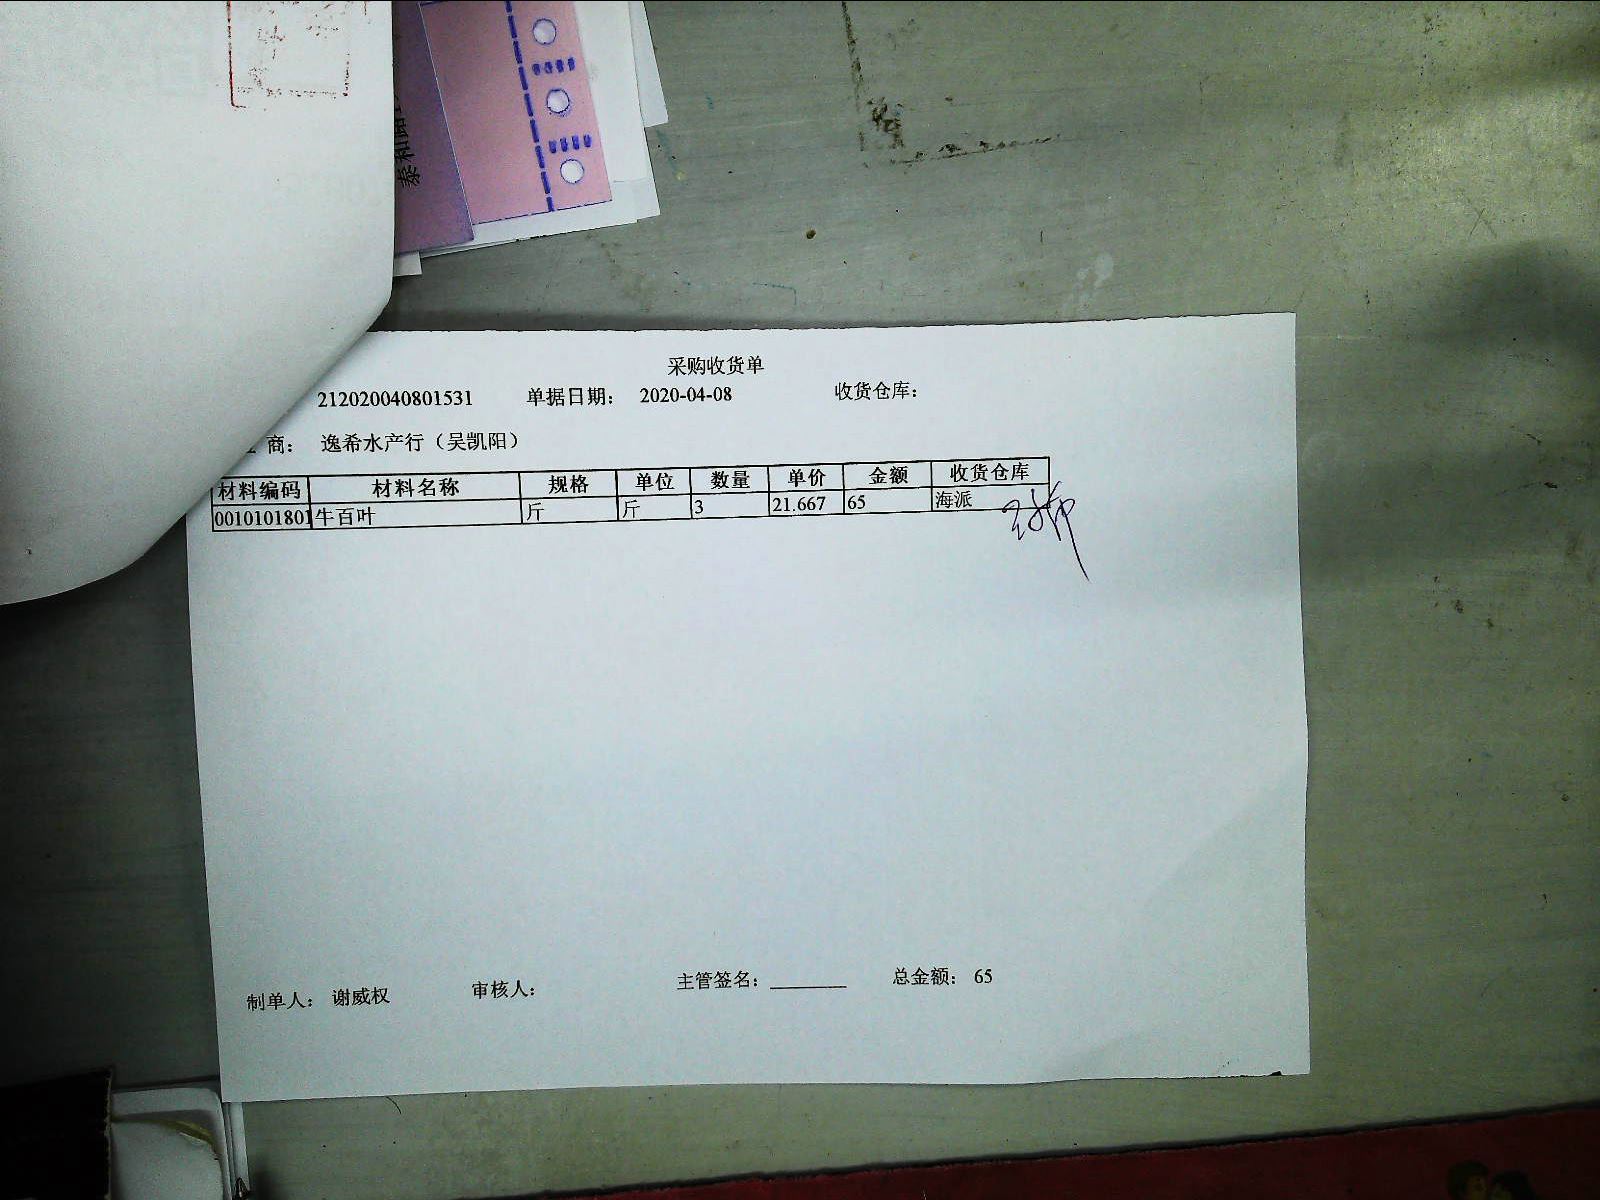 泰和路
采购收货单
212020040801531 单据日期： 2020-04-08 收货仓库：
商： 逸希水产行（吴凯阳）
材料编码 材料名称 规格 单位 数量 单价 金额 收货仓库
0010101801 牛百叶 斤 斤 3 21.667 65 海派
制单人： 谢威权 审核人： 主管签名：________ 总金额： 65